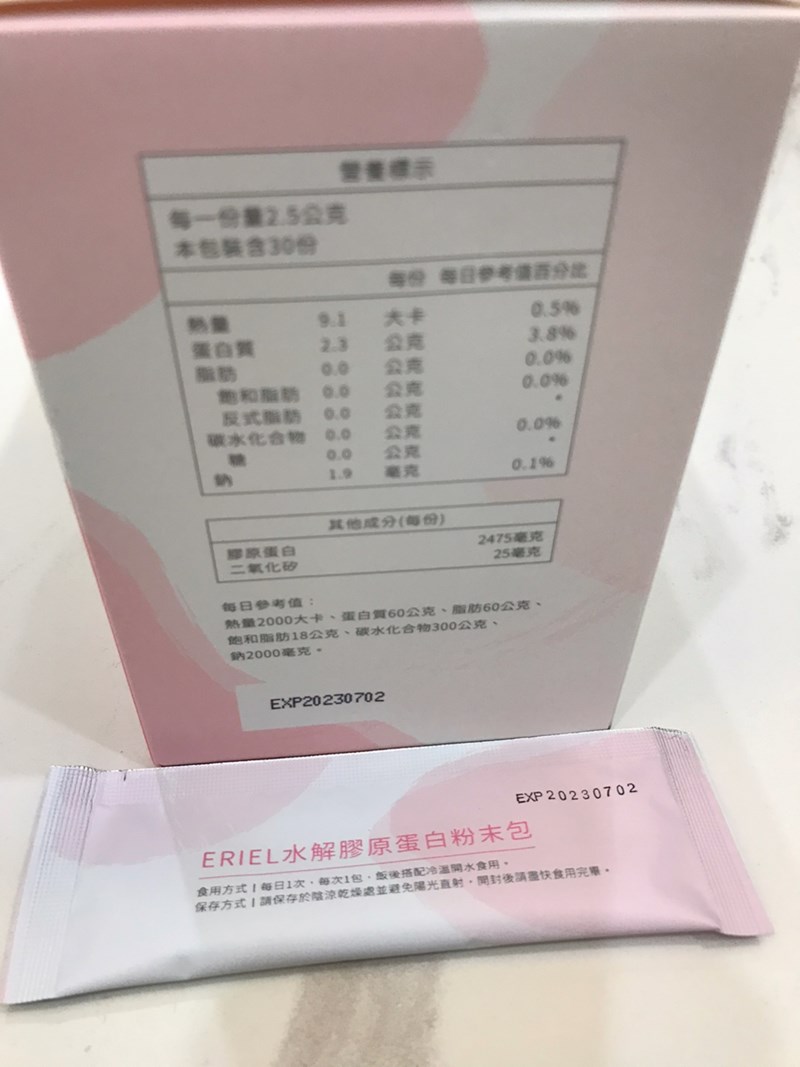 營養標示
每一份量2.5公克
本包裝含30份
每份 每日參考值百分比
熱量 9.1 大卡 0.5%
蛋白質 2.3 公克 3.8%
脂肪 0.0 公克 0.0%
飽和脂肪 0.0 公克 0.0%
反式脂肪 0.0 公克 *
碳水化合物 0.0 公克 0.0%
糖 0.0 公克 *
鈉 1.9 毫克 0.1%
其他成分(每份)
膠原蛋白 2475毫克
二氧化矽 25毫克
每日參考值：
熱量2000大卡、蛋白質60公克、脂肪60公克、
飽和脂肪18公克、碳水化合物300公克、
鈉2000毫克。
EXP20230702
EXP 20230702
ERIEL水解膠原蛋白粉末包
食用方式｜每日1次，每次1包，飯後搭配冷溫開水食用。
保存方式｜請保存於陰涼乾燥處並避免陽光直射，開封後請盡快食用完畢。